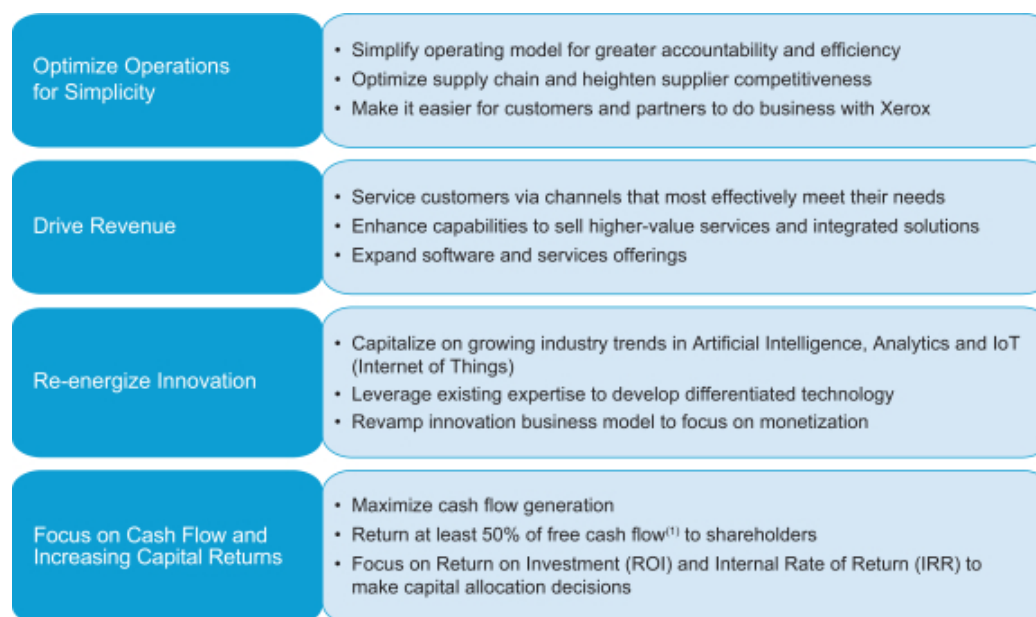 Optimize Operations
for Simplicity
• Simplify operating model for greater accountability and efficiency
• Optimize supply chain and heighten supplier competitiveness
• Make it easier for customers and partners to do business with Xerox
Drive Revenue
• Service customers via channels that most effectively meet their needs
• Enhance capabilities to sell higher-value services and integrated solutions
• Expand software and services offerings
Re-energize Innovation
• Capitalize on growing industry trends in Artificial Intelligence, Analytics and IoT
(Internet of Things)
• Leverage existing expertise to develop differentiated technology
• Revamp innovation business model to focus on monetization
Focus on Cash Flow and
Increasing Capital Returns
• Maximize cash flow generation
• Return at least 50% of free cash flow(1) to shareholders
• Focus on Return on Investment (ROI) and Internal Rate of Return (IRR) to
make capital allocation decisions